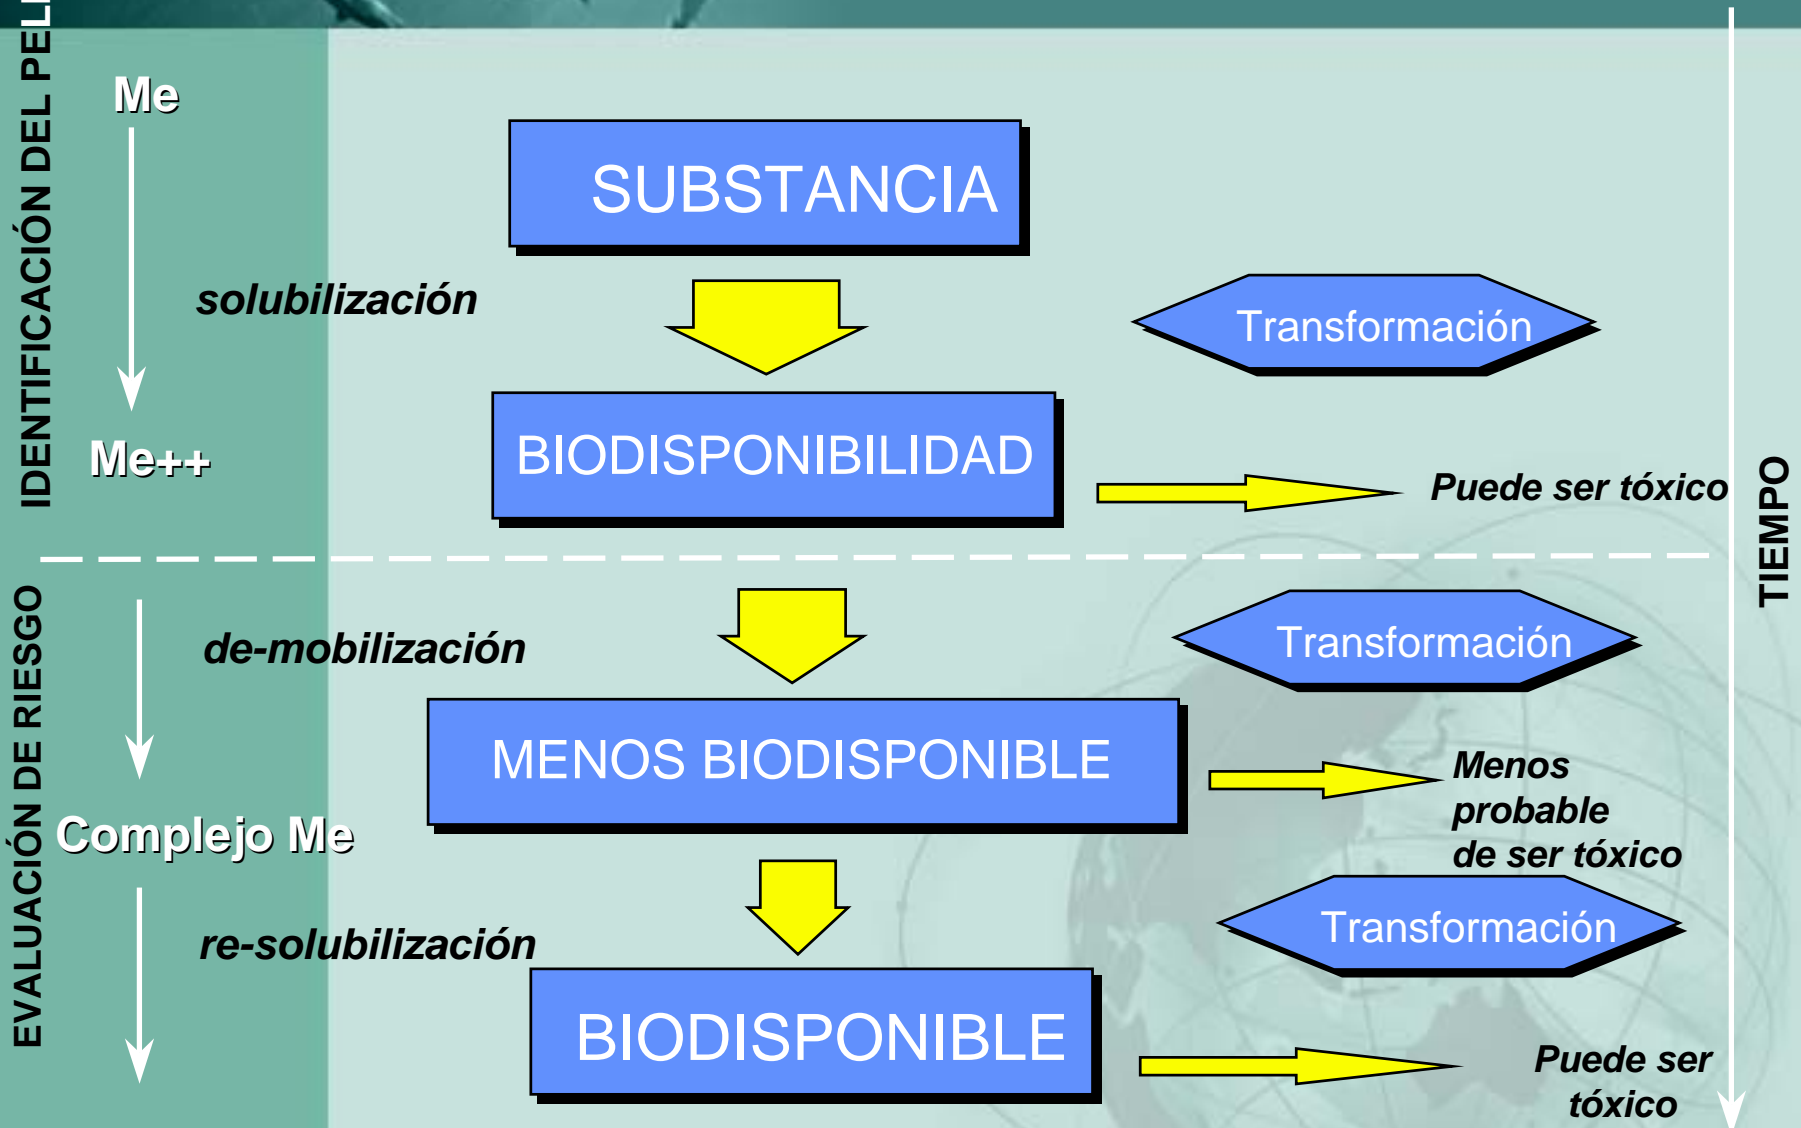 IDENTIFICACIÓN DEL
Me
SUBSTANCIA
solubilización
Transformación
BIODISPONIBILIDAD
Me++
Puede ser tóxico
TIEMPO
EVALUACIÓN DE RIESGO
de-mobilización
Transformación
MENOS BIODISPONIBLE
Menos
probable
de ser tóxico
Complejo Me
Transformación
re-solubilización
BIODISPONIBLE
Puede ser
tóxico